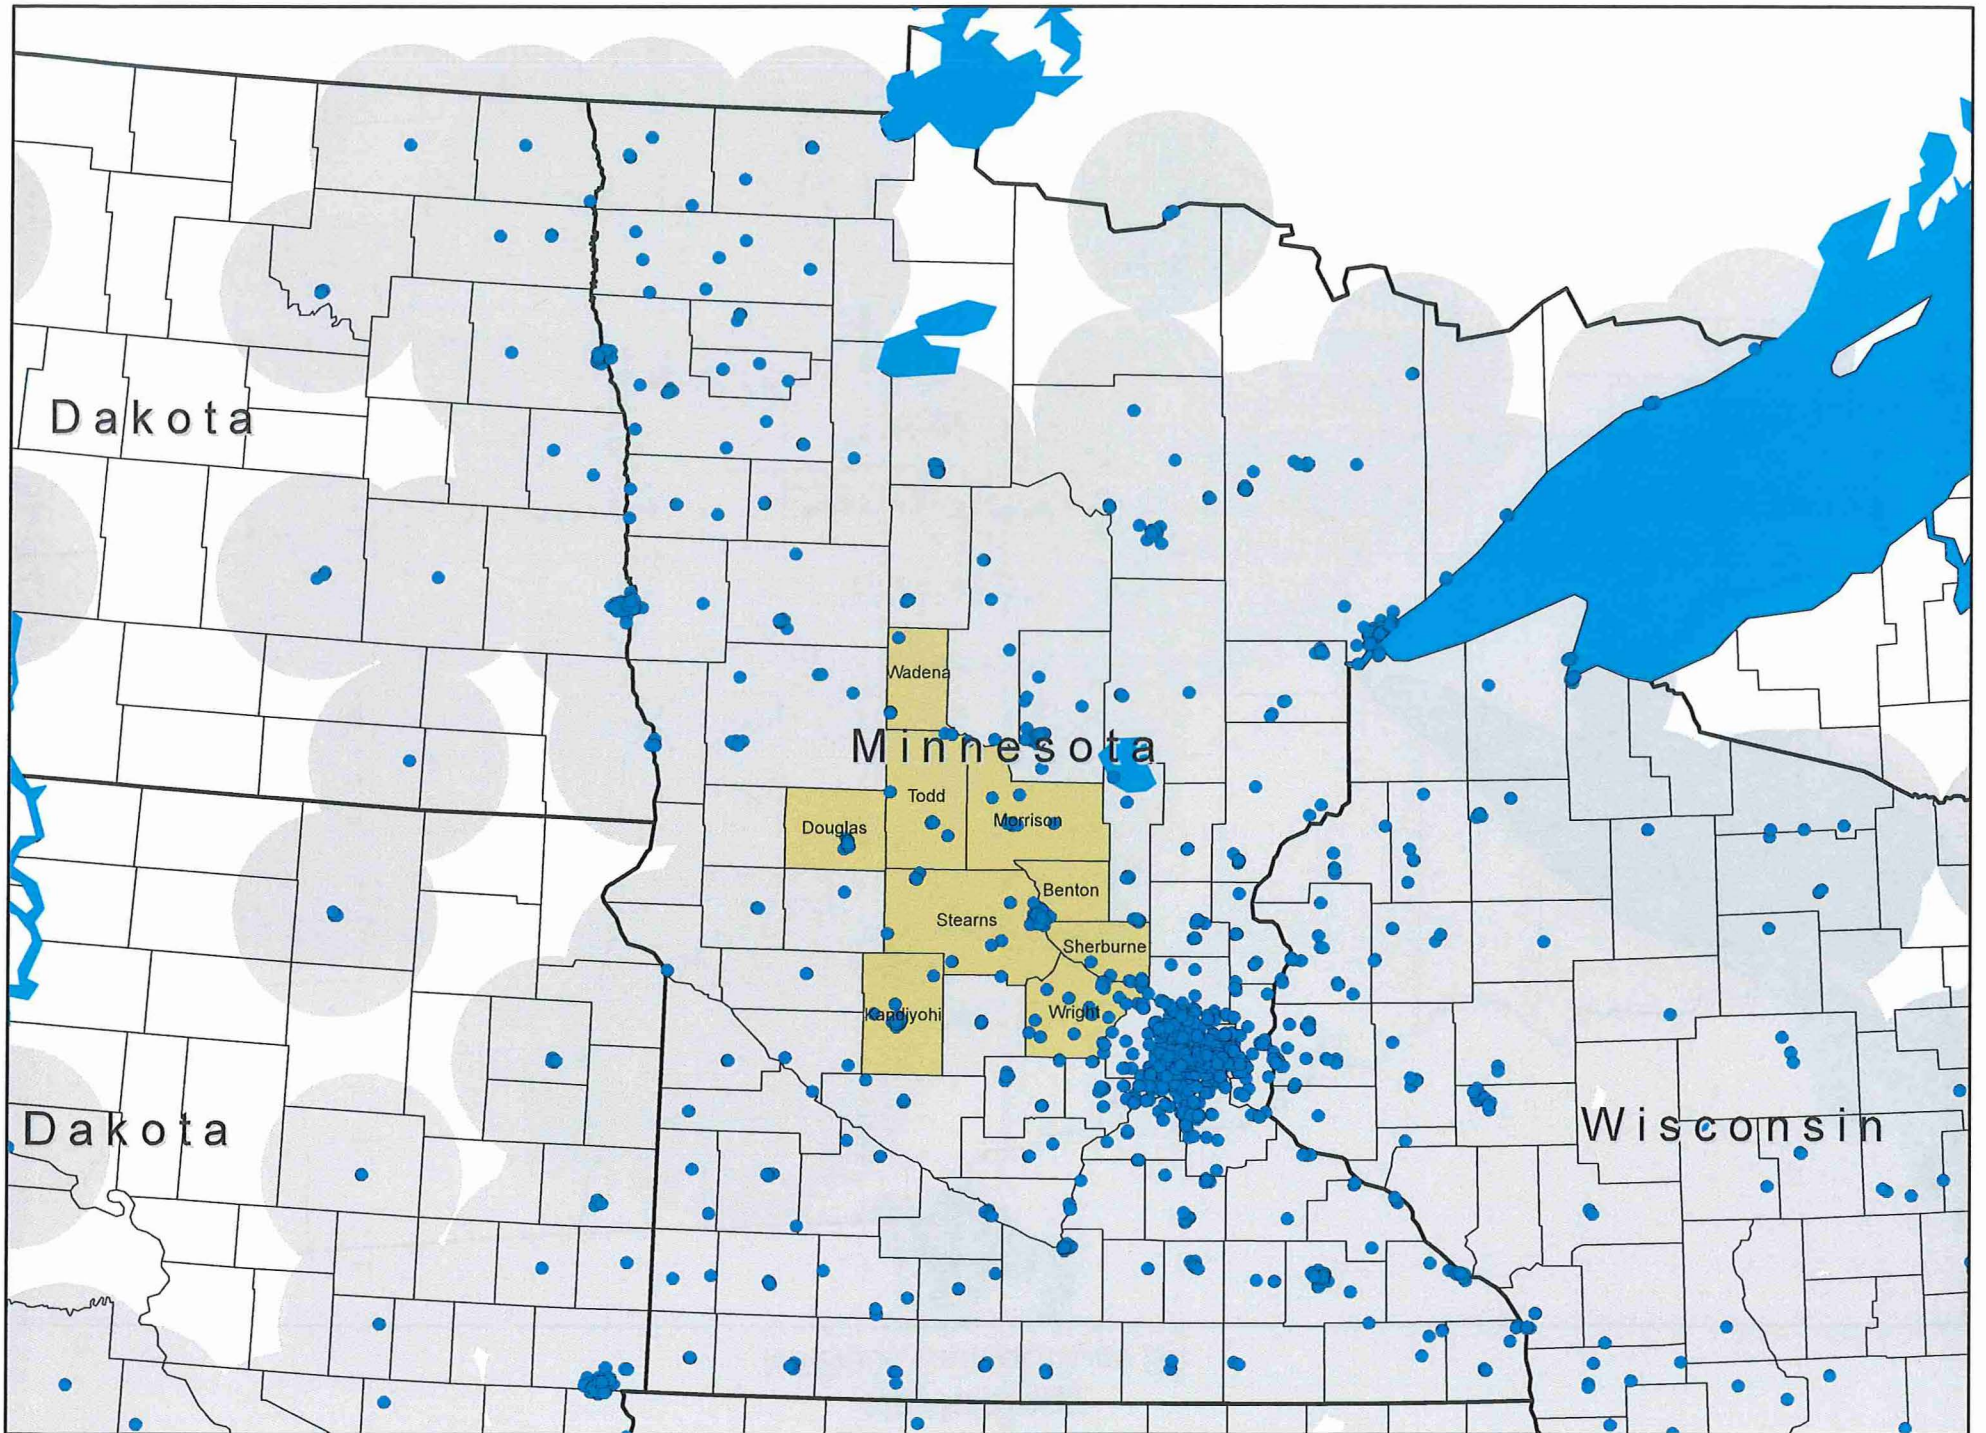 Dakota
Wadena
Minnesota
Todd
Douglas
Morrison
Benton
Stearns
Sherburne
Kandiyohi
Wright
Dakota
Wisconsin